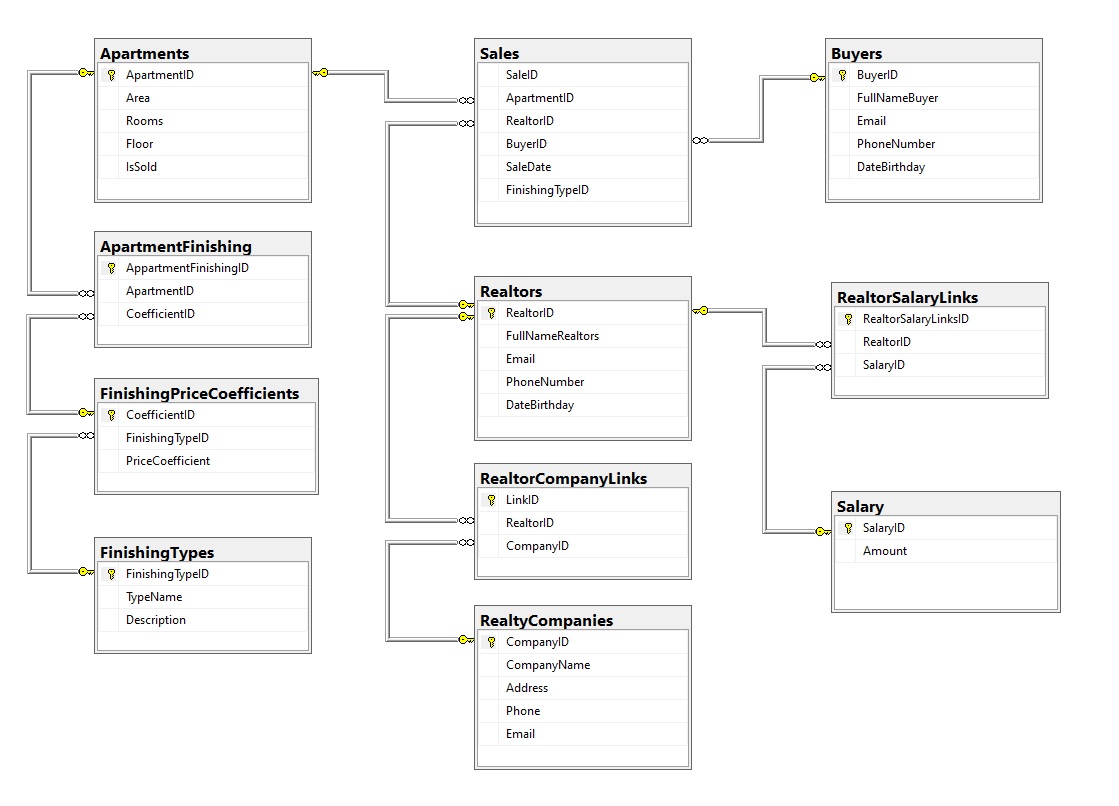 Apartments
ApartmentID
Area
Rooms
Floor
IsSold
ApartmentFinishing
AppartmentFinishingID
ApartmentID
CoefficientID
FinishingPriceCoefficients
CoefficientID
FinishingTypeID
PriceCoefficient
FinishingTypes
FinishingTypeID
TypeName
Description
Sales
SaleID
ApartmentID
RealtorID
BuyerID
SaleDate
FinishingTypeID
Realtors
RealtorID
FullNameRealtors
Email
PhoneNumber
DateBirthday
RealtorCompanyLinks
LinkID
RealtorID
CompanyID
RealtyCompanies
CompanyID
CompanyName
Address
Phone
Email
Buyers
BuyerID
FullNameBuyer
Email
PhoneNumber
DateBirthday
RealtorSalaryLinks
RealtorSalaryLinksID
RealtorID
SalaryID
Salary
SalaryID
Amount